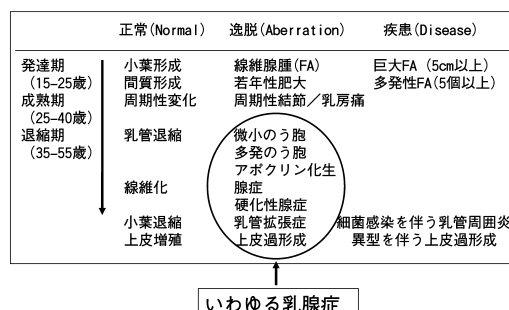 正常(Normal) 逸脱(Aberration) 疾患(Disease)
発達期 小葉形成 線維腺腫(FA) 巨大FA (5cm以上)
(15-25歳) 間質形成 若年性肥大 多発性FA(5個以上)
成熟期 周期性変化 周期性結節／乳房痛
(25-40歳)
退縮期 乳管退縮 微小のう胞
(35-55歳) 多発のう胞
アポクリン化生
線維化 腺症
硬化性腺症
小葉退縮 乳管拡張症 細菌感染を伴う乳管周囲炎
上皮増殖 上皮過形成 異型を伴う上皮過形成
いわゆる乳腺症